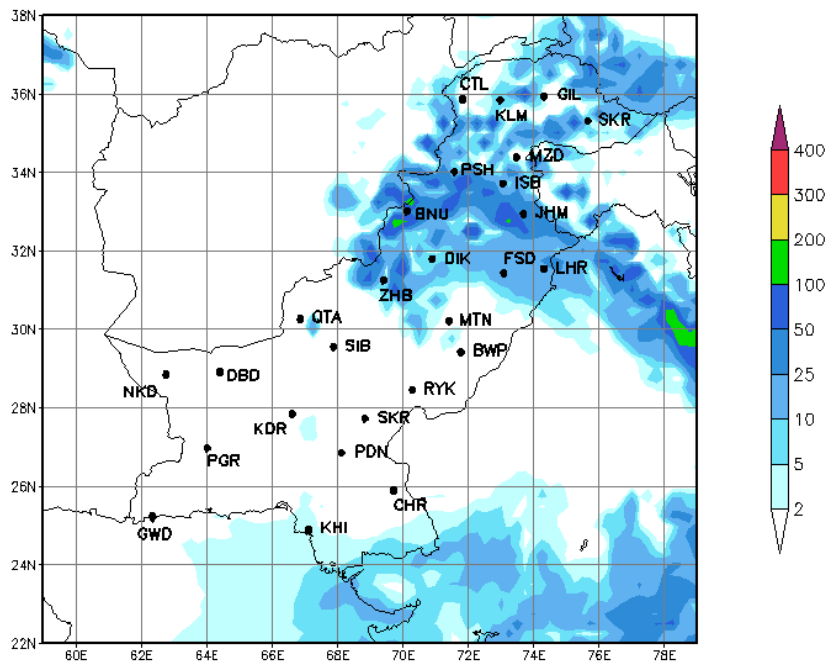 38N
36N
34N
32N
30N
28N
26N
24N
22N
60E 62E 64E 66E 68E 70E 72E 74E 76E 78E
CTL
KLM
GIL
SKR
MZD
PSH
ISB
BNU
JHM
DIK
FSD
LHR
ZHB
QTA
MTN
SIB
BWP
NKD
DBD
RYK
KDR
SKR
PGR
PDN
CHR
GWD
KHI
400
300
200
100
50
25
10
5
2